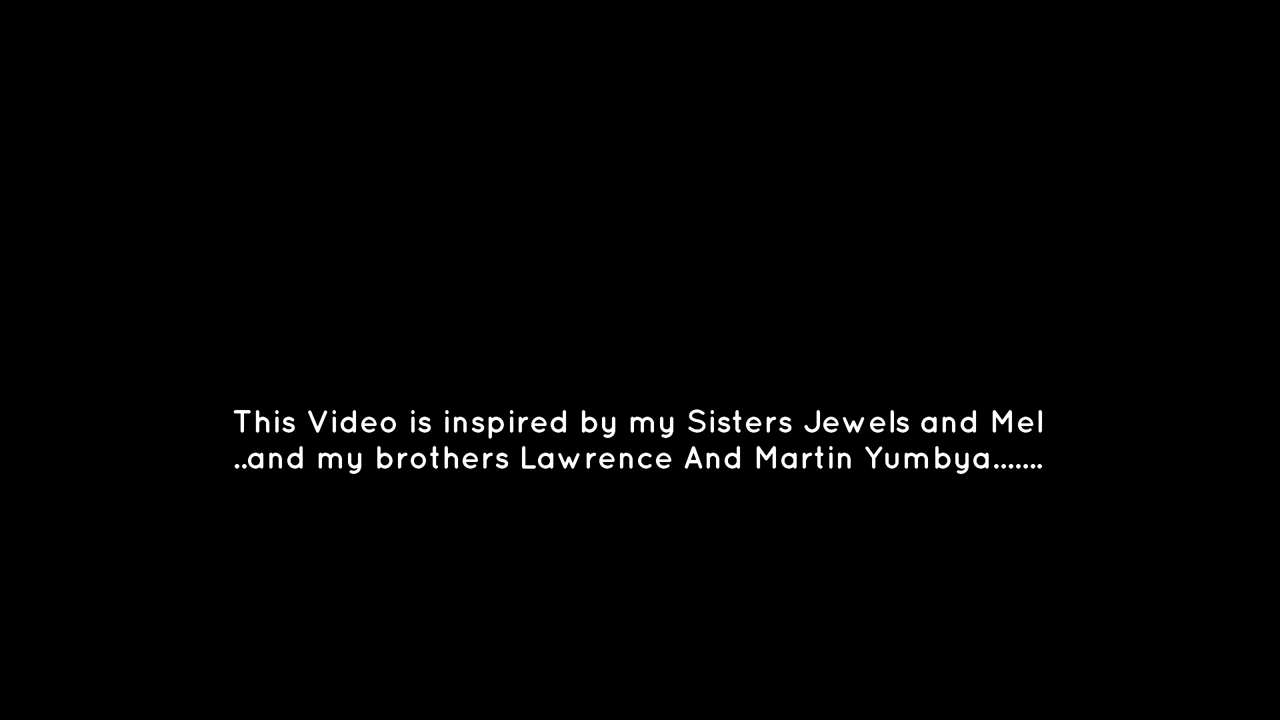 This Video is inspired by my Sisters Jewels and Mel
..and my brothers Lawrence And Martin Yumbya.......